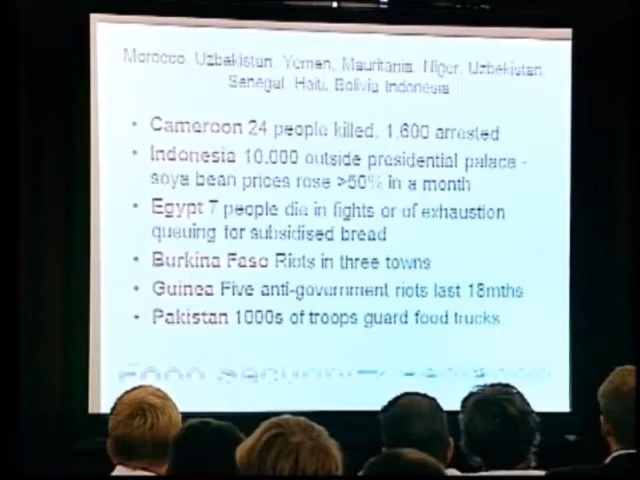 Morocco, Uzbekistan, Yemen, Mauritania, Niger, Uzbekistan,
Senegal, Haiti, Bolivia Indonesia
• Cameroon 24 people killed, 1,600 arrested
• Indonesia 10,000 outside presidential palace -
soya bean prices rose >50% in a month
• Egypt 7 people die in fights or of exhaustion
queuing for subsidised bread
• Burkina Faso Riots in three towns
• Guinea Five anti-government riots last 18mths
• Pakistan 1000s of troops guard food trucks
Food security